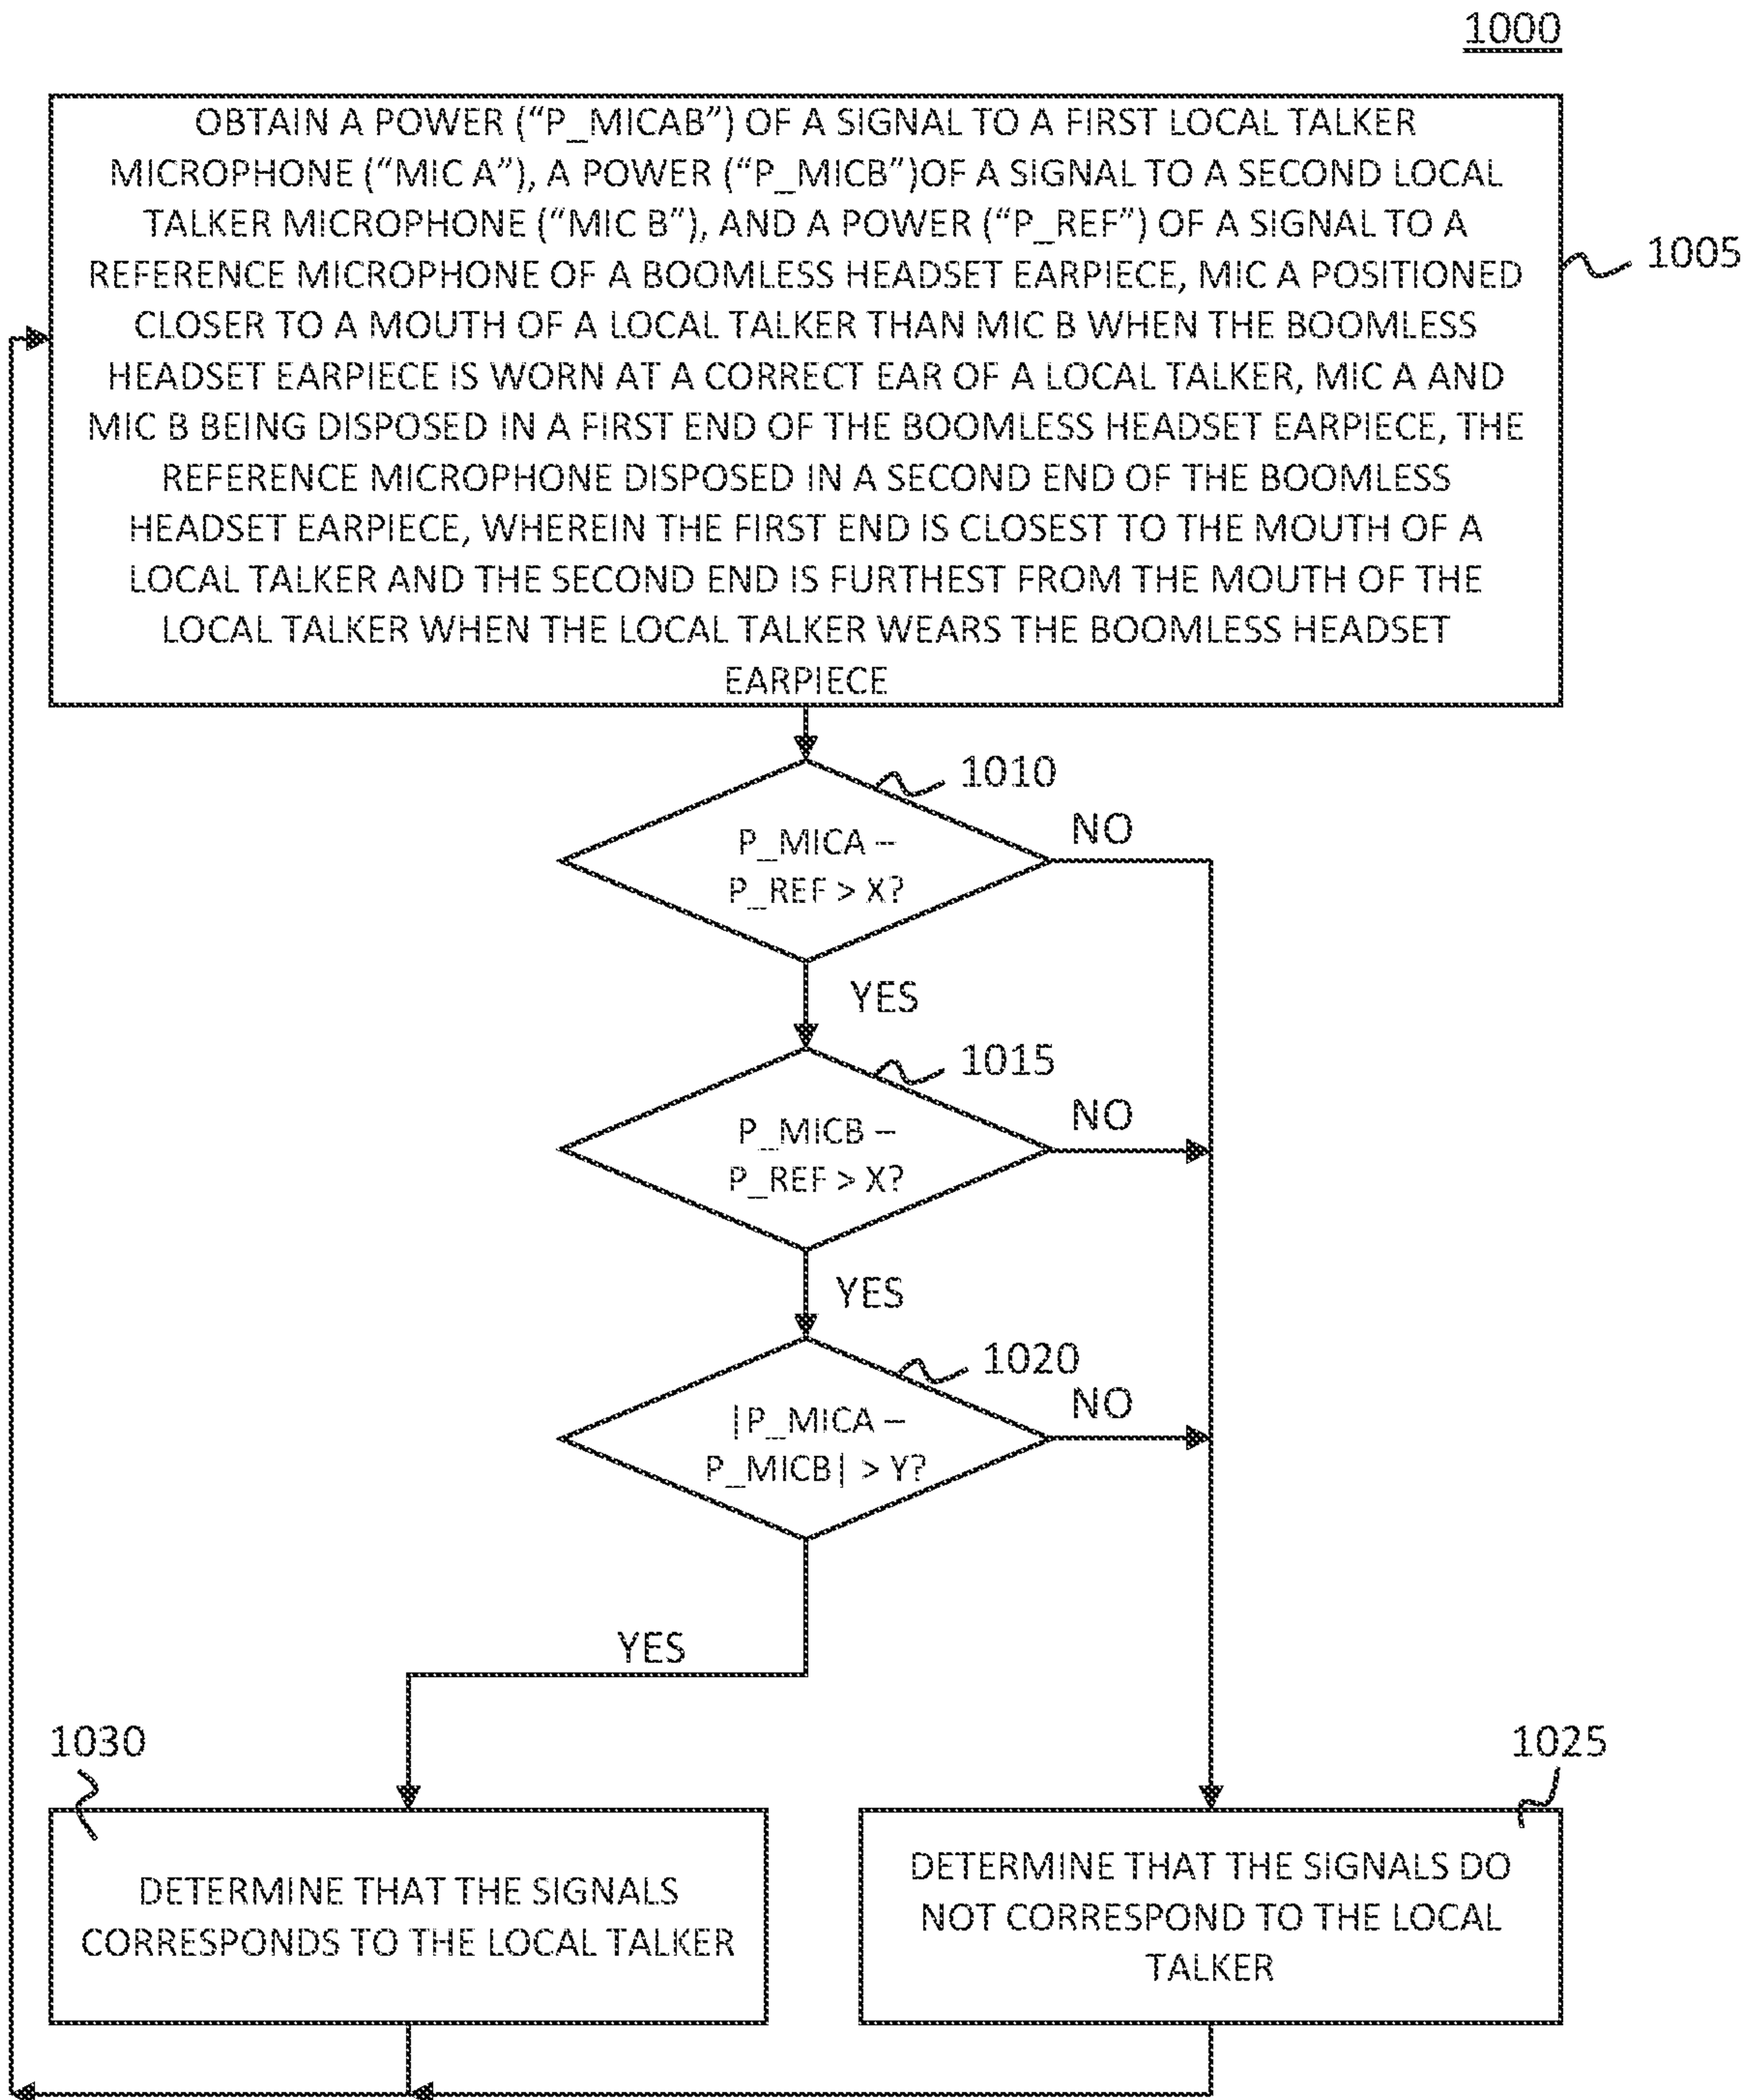 1000
OBTAIN A POWER (“P_MICAB”) OF A SIGNAL TO A FIRST LOCAL TALKER
MICROPHONE (“MIC A”), A POWER (“P_MICB”)OF A SIGNAL TO A SECOND LOCAL
TALKER MICROPHONE (“MIC B”), AND A POWER (“P_REF”) OF A SIGNAL TO A
REFERENCE MICROPHONE OF A BOOMLESS HEADSET EARPIECE, MIC A POSITIONED
CLOSER TO A MOUTH OF A LOCAL TALKER THAN MIC B WHEN THE BOOMLESS
HEADSET EARPIECE IS WORN AT A CORRECT EAR OF A LOCAL TALKER, MIC A AND
MIC B BEING DISPOSED IN A FIRST END OF THE BOOMLESS HEADSET EARPIECE, THE
REFERENCE MICROPHONE DISPOSED IN A SECOND END OF THE BOOMLESS
HEADSET EARPIECE, WHEREIN THE FIRST END IS CLOSEST TO THE MOUTH OF A
LOCAL TALKER AND THE SECOND END IS FURTHEST FROM THE MOUTH OF THE
LOCAL TALKER WHEN THE LOCAL TALKER WEARS THE BOOMLESS HEADSET
EARPIECE
1005
1010
P_MICA –
P_REF > X?
NO
YES
1015
P_MICB –
P_REF > X?
NO
YES
1020
|P_MICA –
P_MICB| > Y?
NO
YES
1030
DETERMINE THAT THE SIGNALS
CORRESPONDS TO THE LOCAL TALKER
1025
DETERMINE THAT THE SIGNALS DO
NOT CORRESPOND TO THE LOCAL
TALKER